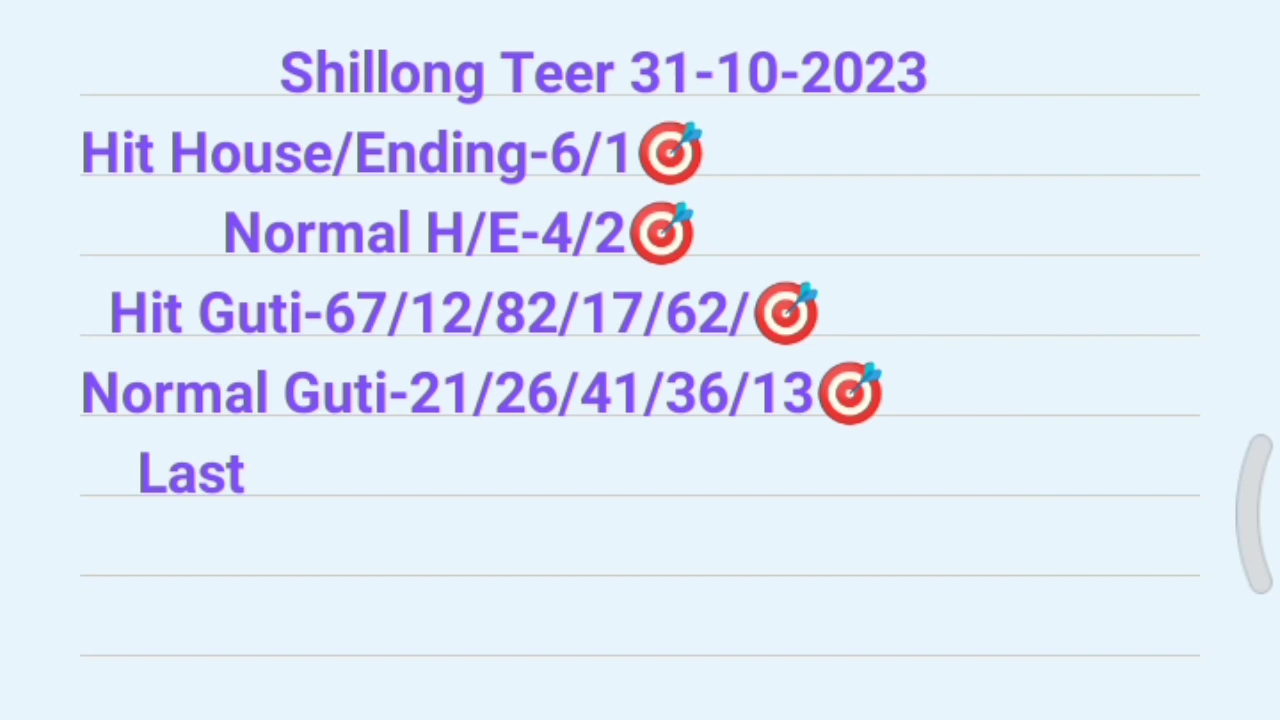 Shillong Teer 31-10-2023
Hit House/Ending-6/1🎯
Normal H/E-4/2🎯
Hit Guti-67/12/82/17/62/🎯
Normal Guti-21/26/41/36/13🎯
Last